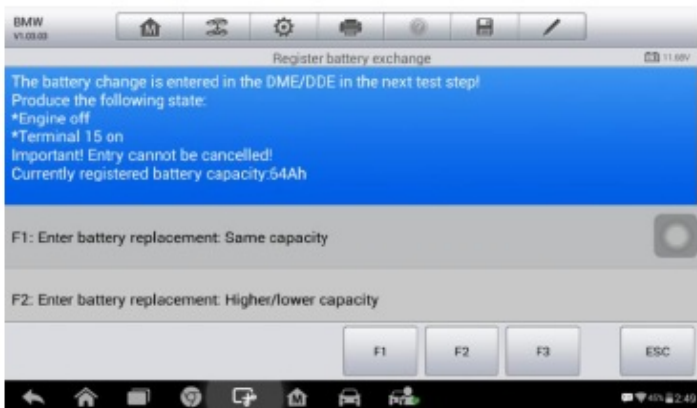 BMW
V1.03.03
Register battery exchange
11.68V
The battery change is entered in the DME/DDE in the next test step!
Produce the following state:
*Engine off
*Terminal 15 on
Important! Entry cannot be cancelled!
Currently registered battery capacity:64Ah
F1: Enter battery replacement: Same capacity
F2: Enter battery replacement: Higher/lower capacity
F1
F2
F3
ESC
45%
2:49